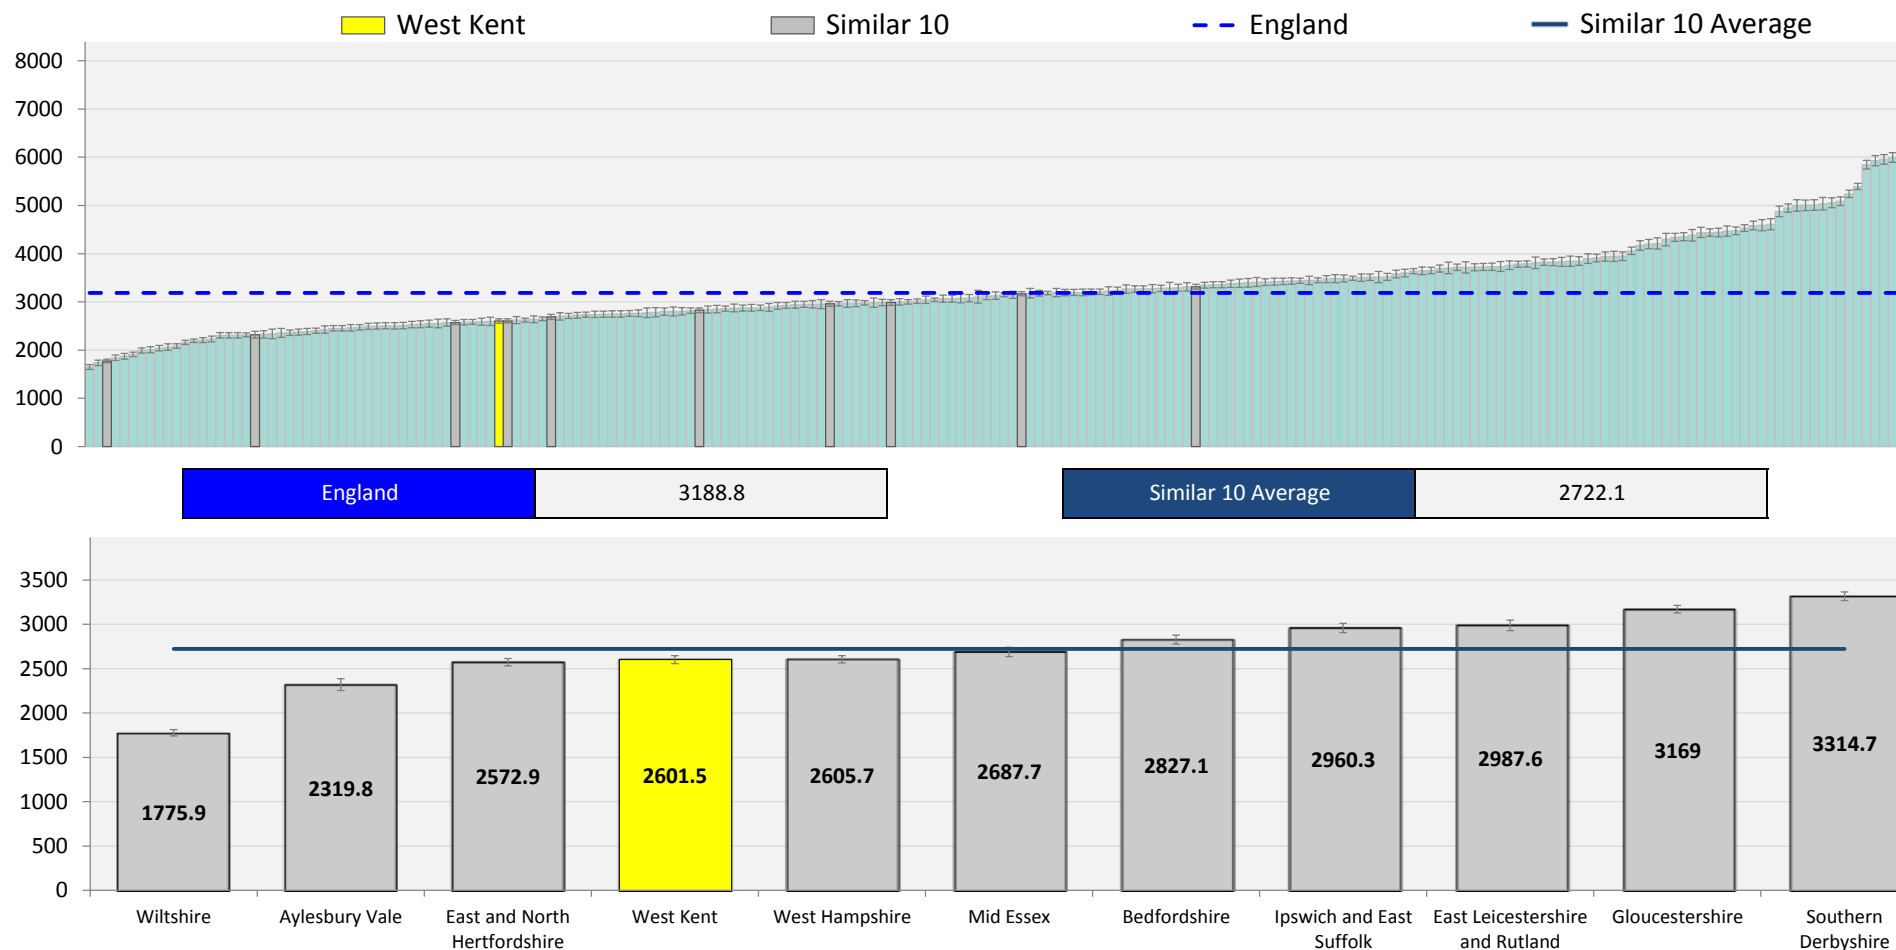 West Kent
Similar 10
England
Similar 10 Average
8000
7000
6000
5000
4000
3000
2000
1000
0
England 3188.8
Similar 10 Average 2722.1
3500
3000
2500
2000
1500
1000
500
0
1775.9
2319.8
2572.9
2601.5
2605.7
2687.7
2827.1
2960.3
2987.6
3169
3314.7
Wiltshire
Aylesbury Vale
East and North
Hertfordshire
West Kent
West Hampshire
Mid Essex
Bedfordshire
Ipswich and East
Suffolk
East Leicestershire
and Rutland
Gloucestershire
Southern
Derbyshire